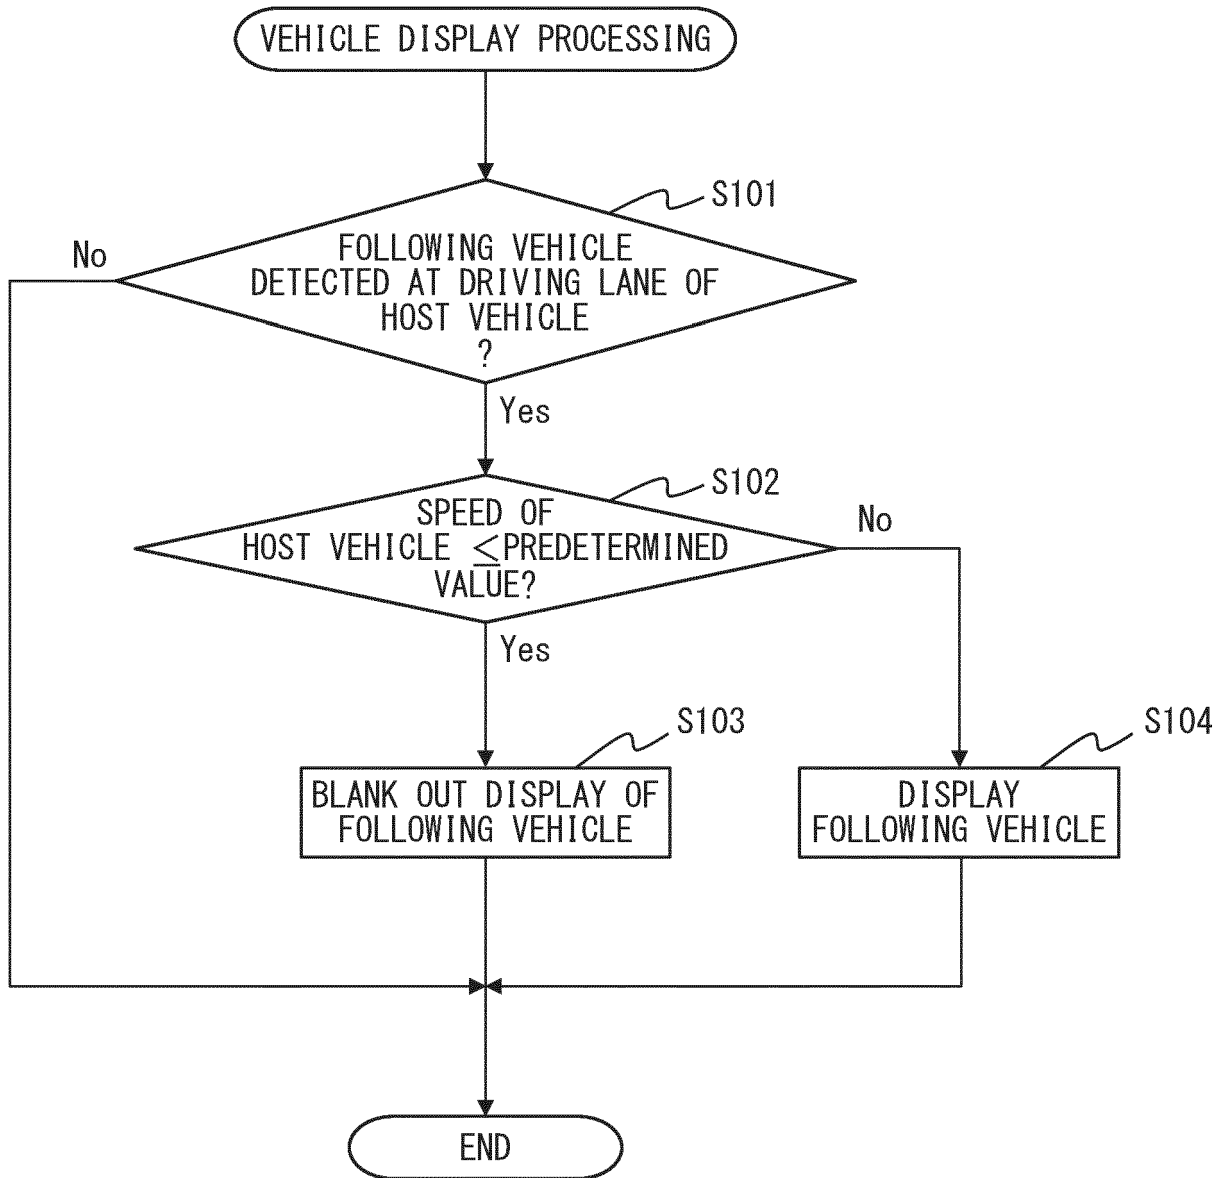 VEHICLE DISPLAY PROCESSING
S101
No
FOLLOWING VEHICLE
DETECTED AT DRIVING LANE OF
HOST VEHICLE
?
Yes
S102
SPEED OF
HOST VEHICLE ≤PREDETERMINED
VALUE?
No
Yes
S103
S104
BLANK OUT DISPLAY OF
FOLLOWING VEHICLE
DISPLAY
FOLLOWING VEHICLE
END